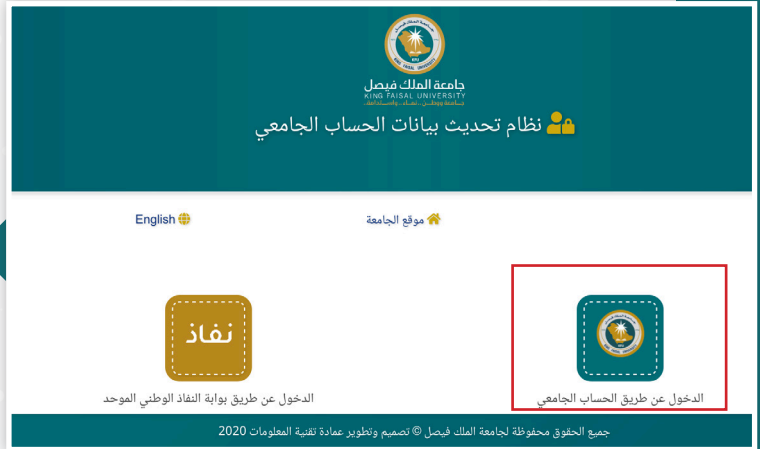 جامعة الملك فيصل
KING FAISAL UNIVERSITY
نظام تحديث بيانات الحساب الجامعي
موقع الجامعة
English
الدخول عن طريق الحساب الجامعي
نفاذ
الدخول عن طريق بوابة النفاذ الوطني الموحد
جميع الحقوق محفوظة لجامعة الملك فيصل © تصميم وتطوير عمادة تقنية المعلومات 2020